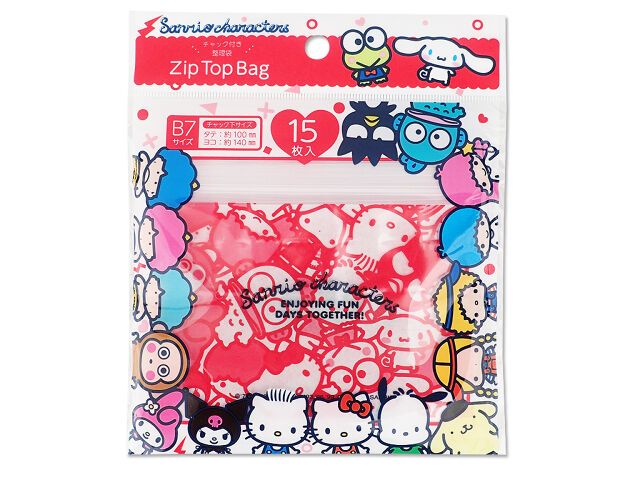 Sanrio characters
チャック付き
整理袋
Zip Top Bag
B7
サイズ
チャック下サイズ
タテ：約100㎜
ヨコ：約140㎜
15
枚入
Sanrio characters
ENJOYING FUN
DAYS TOGETHER!